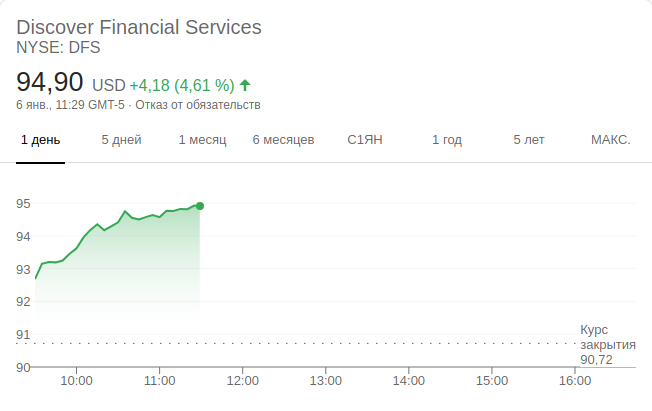 Discover Financial Services
NYSE: DFS
94,90 USD +4,18 (4,61 %)
6 янв., 11:29 GMT-5 · Отказ от обязательств
1 день 5 дней 1 месяц 6 месяцев С1ЯН 1 год 5 лет МАКС.
95
94
93
92
91
Курс
закрытия
90,72
90
10:00 11:00 12:00 13:00 14:00 15:00 16:00